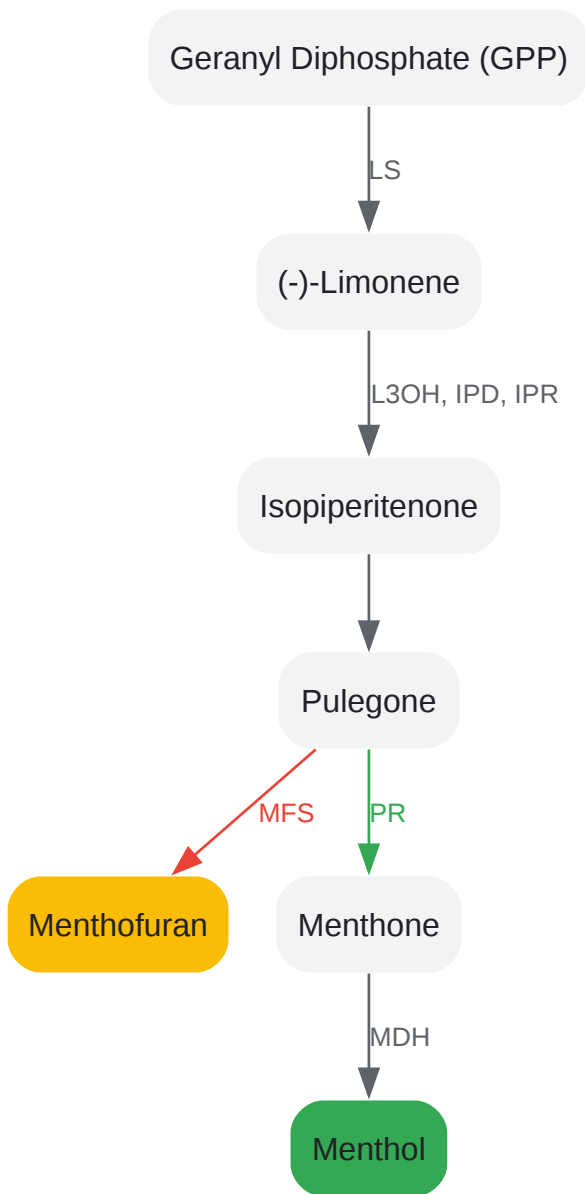 Geranyl Diphosphate (GPP)
LS
(-)-Limonene
L3OH, IPD, IPR
Isopiperitenone
Pulegone
MFS
PR
Menthofuran
Menthone
MDH
Menthol